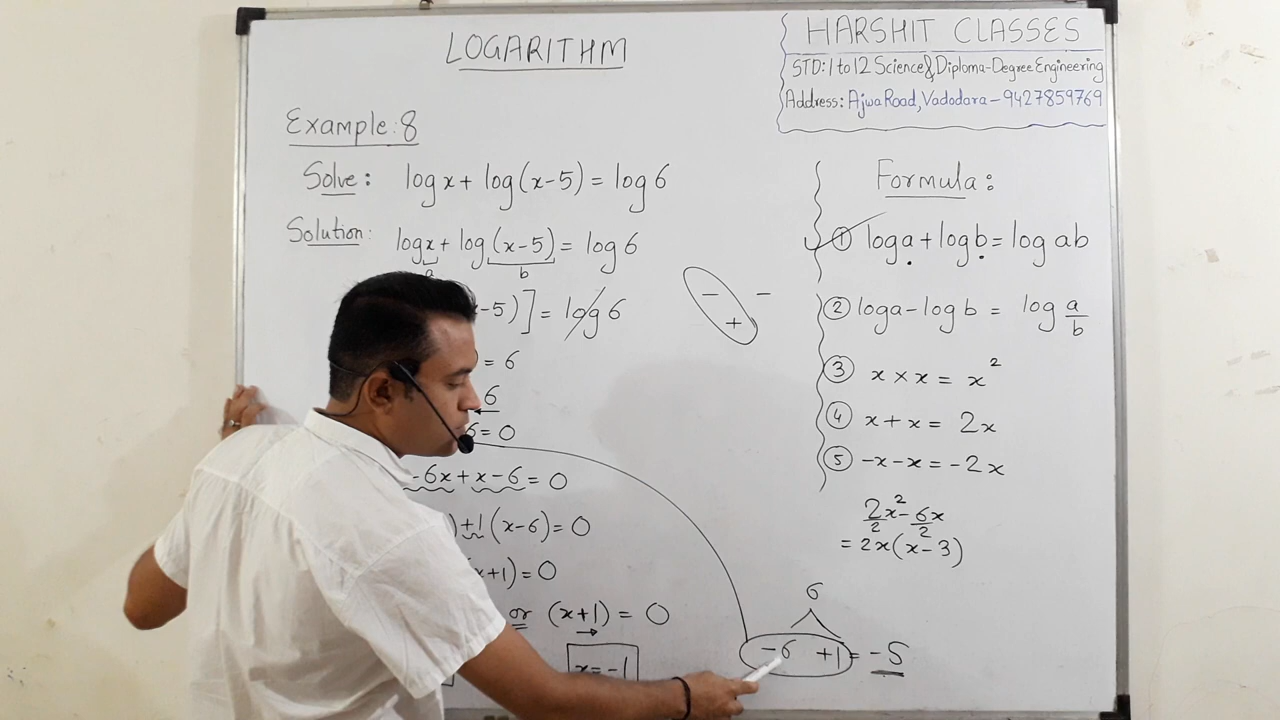 LOGARITHM
HARSHIT CLASSES
STD: 1 to 12 Science & Diploma-Degree Engineering
Address: Ajwa Road, Vadodara - 9427859769
Example: 8
Solve: log x + log (x-5) = log 6
Solution: log x + log (x-5) = log 6
a b
-5)] = log 6
= 6
6
6 = 0
-6x + x - 6 = 0
) +1 (x-6) = 0
x+1) = 0
or (x+1) = 0
x = -1
- -
+
Formula:
① log a + log b = log ab
② log a - log b = log a/b
③ x × x = x²
④ x + x = 2x
⑤ -x - x = -2x
2x²/2 - 6x/2
= 2x(x-3)
6
-6 +1 = -5